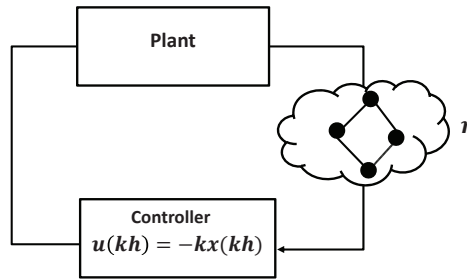 Plant
Controller
u(kh) = −kx(kh)